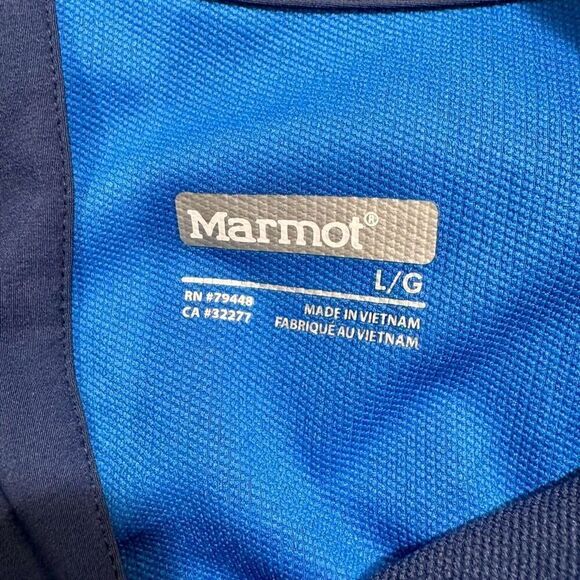 Marmot®
L/G
RN #79448
CA #32277
MADE IN VIETNAM
FABRIQUÉ AU VIETNAM